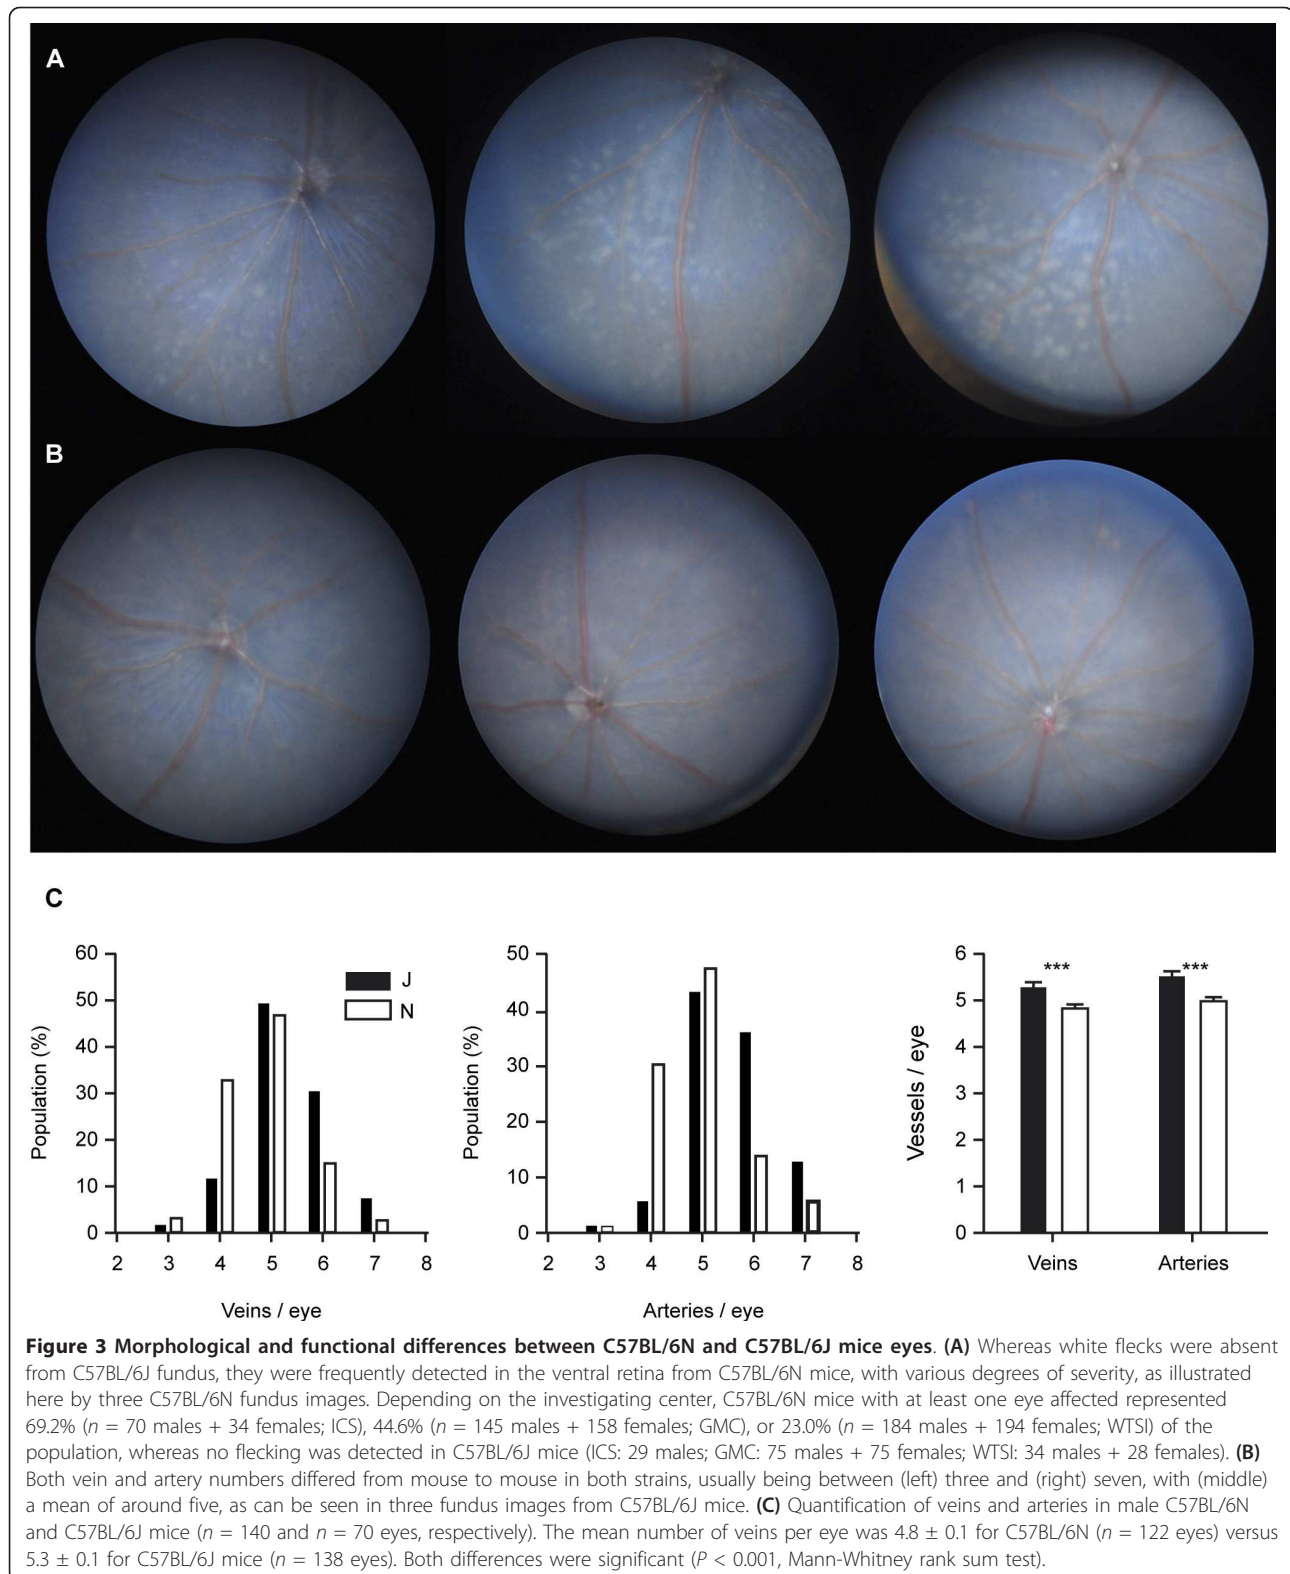 A
B
C
60
50
40
30
20
10
0
Population (%)
J
N
2 3 4 5 6 7 8
Veins / eye
50
40
30
20
10
0
Population (%)
2 3 4 5 6 7 8
Arteries / eye
6
5
4
3
2
1
0
Vessels / eye
*** ***
Veins Arteries
Figure 3 Morphological and functional differences between C57BL/6N and C57BL/6J mice eyes. (A) Whereas white flecks were absent
from C57BL/6J fundus, they were frequently detected in the ventral retina from C57BL/6N mice, with various degrees of severity, as illustrated
here by three C57BL/6N fundus images. Depending on the investigating center, C57BL/6N mice with at least one eye affected represented
69.2% (n = 70 males + 34 females; ICS), 44.6% (n = 145 males + 158 females; GMC), or 23.0% (n = 184 males + 194 females; WTSI) of the
population, whereas no flecking was detected in C57BL/6J mice (ICS: 29 males; GMC: 75 males + 75 females; WTSI: 34 males + 28 females). (B)
Both vein and artery numbers differed from mouse to mouse in both strains, usually being between (left) three and (right) seven, with (middle)
a mean of around five, as can be seen in three fundus images from C57BL/6J mice. (C) Quantification of veins and arteries in male C57BL/6N
and C57BL/6J mice (n = 140 and n = 70 eyes, respectively). The mean number of veins per eye was 4.8 ± 0.1 for C57BL/6N (n = 122 eyes) versus
5.3 ± 0.1 for C57BL/6J mice (n = 138 eyes). Both differences were significant (P < 0.001, Mann-Whitney rank sum test).